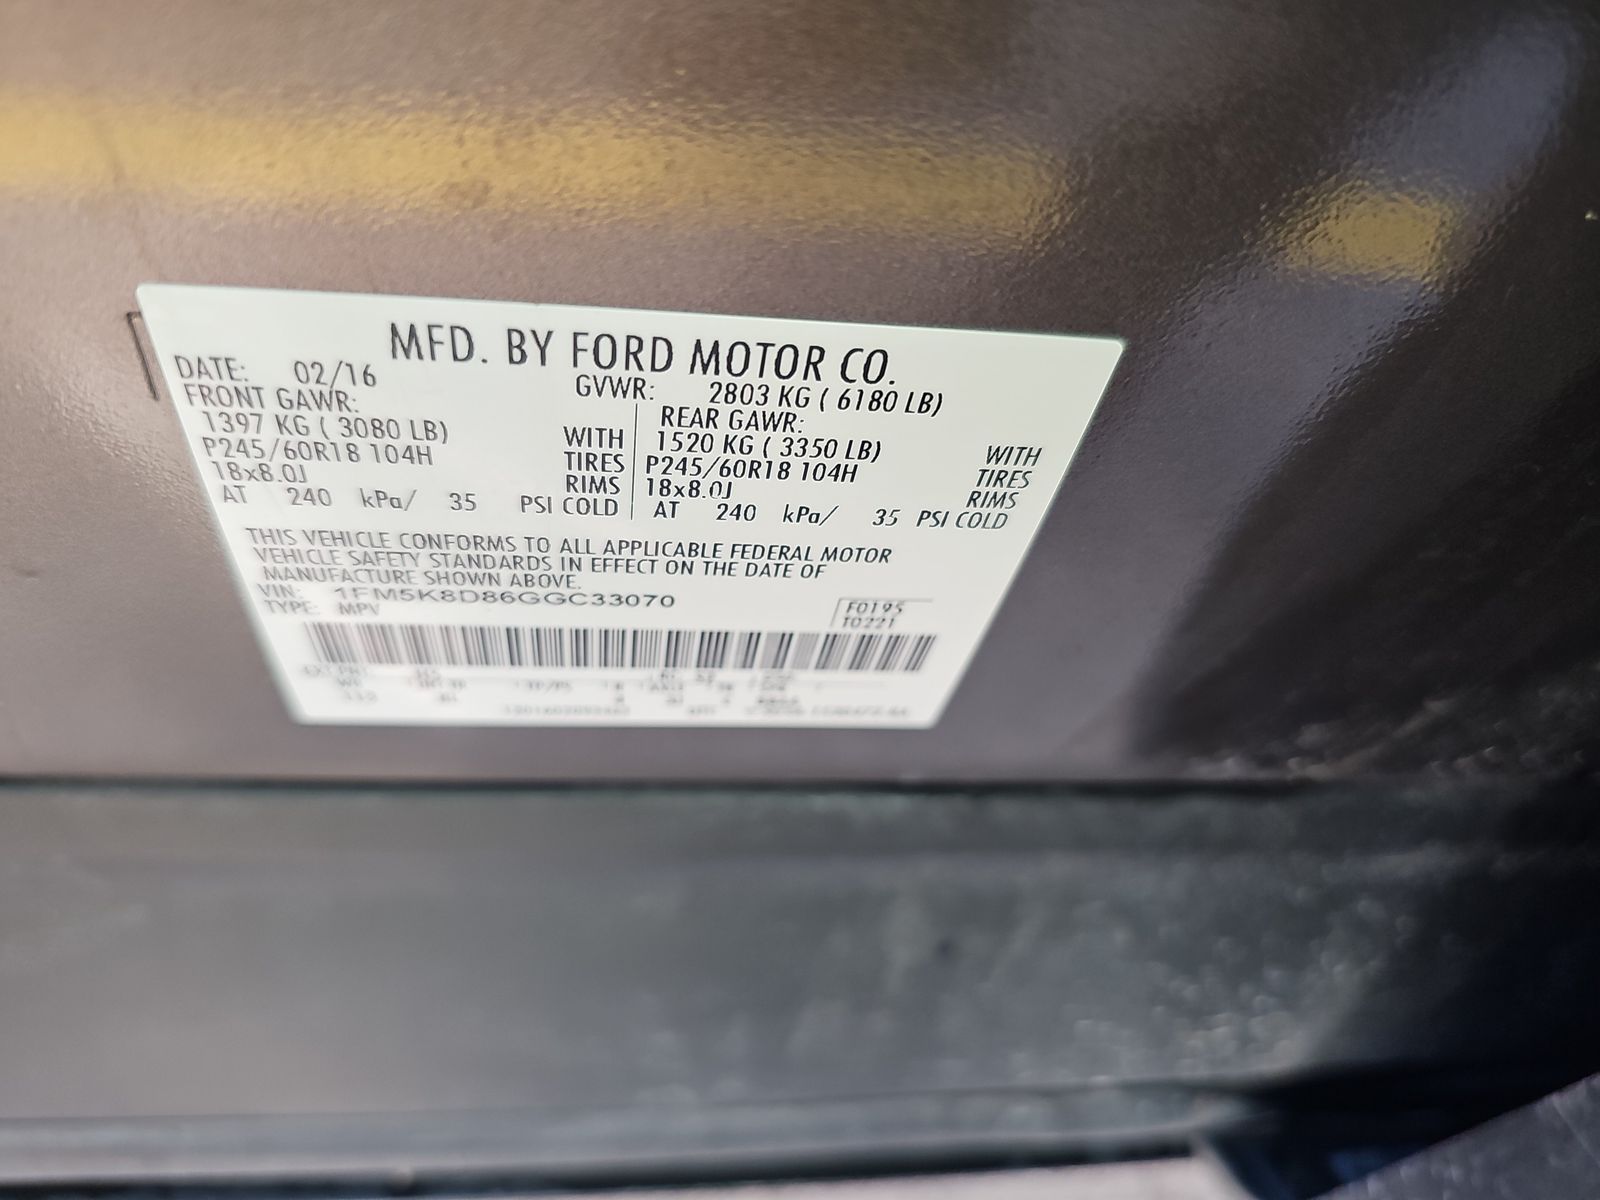 MFD. BY FORD MOTOR CO.
DATE: 02/16 GVWR: 2803 KG ( 6180 LB)
FRONT GAWR: REAR GAWR:
1397 KG ( 3080 LB) WITH 1520 KG ( 3350 LB) WITH
P245/60R18 104H TIRES P245/60R18 104H TIRES
18x8.0J RIMS 18x8.0J RIMS
AT 240 kPa/ 35 PSI COLD AT 240 kPa/ 35 PSI COLD
THIS VEHICLE CONFORMS TO ALL APPLICABLE FEDERAL MOTOR
VEHICLE SAFETY STANDARDS IN EFFECT ON THE DATE OF
MANUFACTURE SHOWN ABOVE.
VIN: 1FM5K8D86GGC33070
TYPE: MPV
F0195
T0221